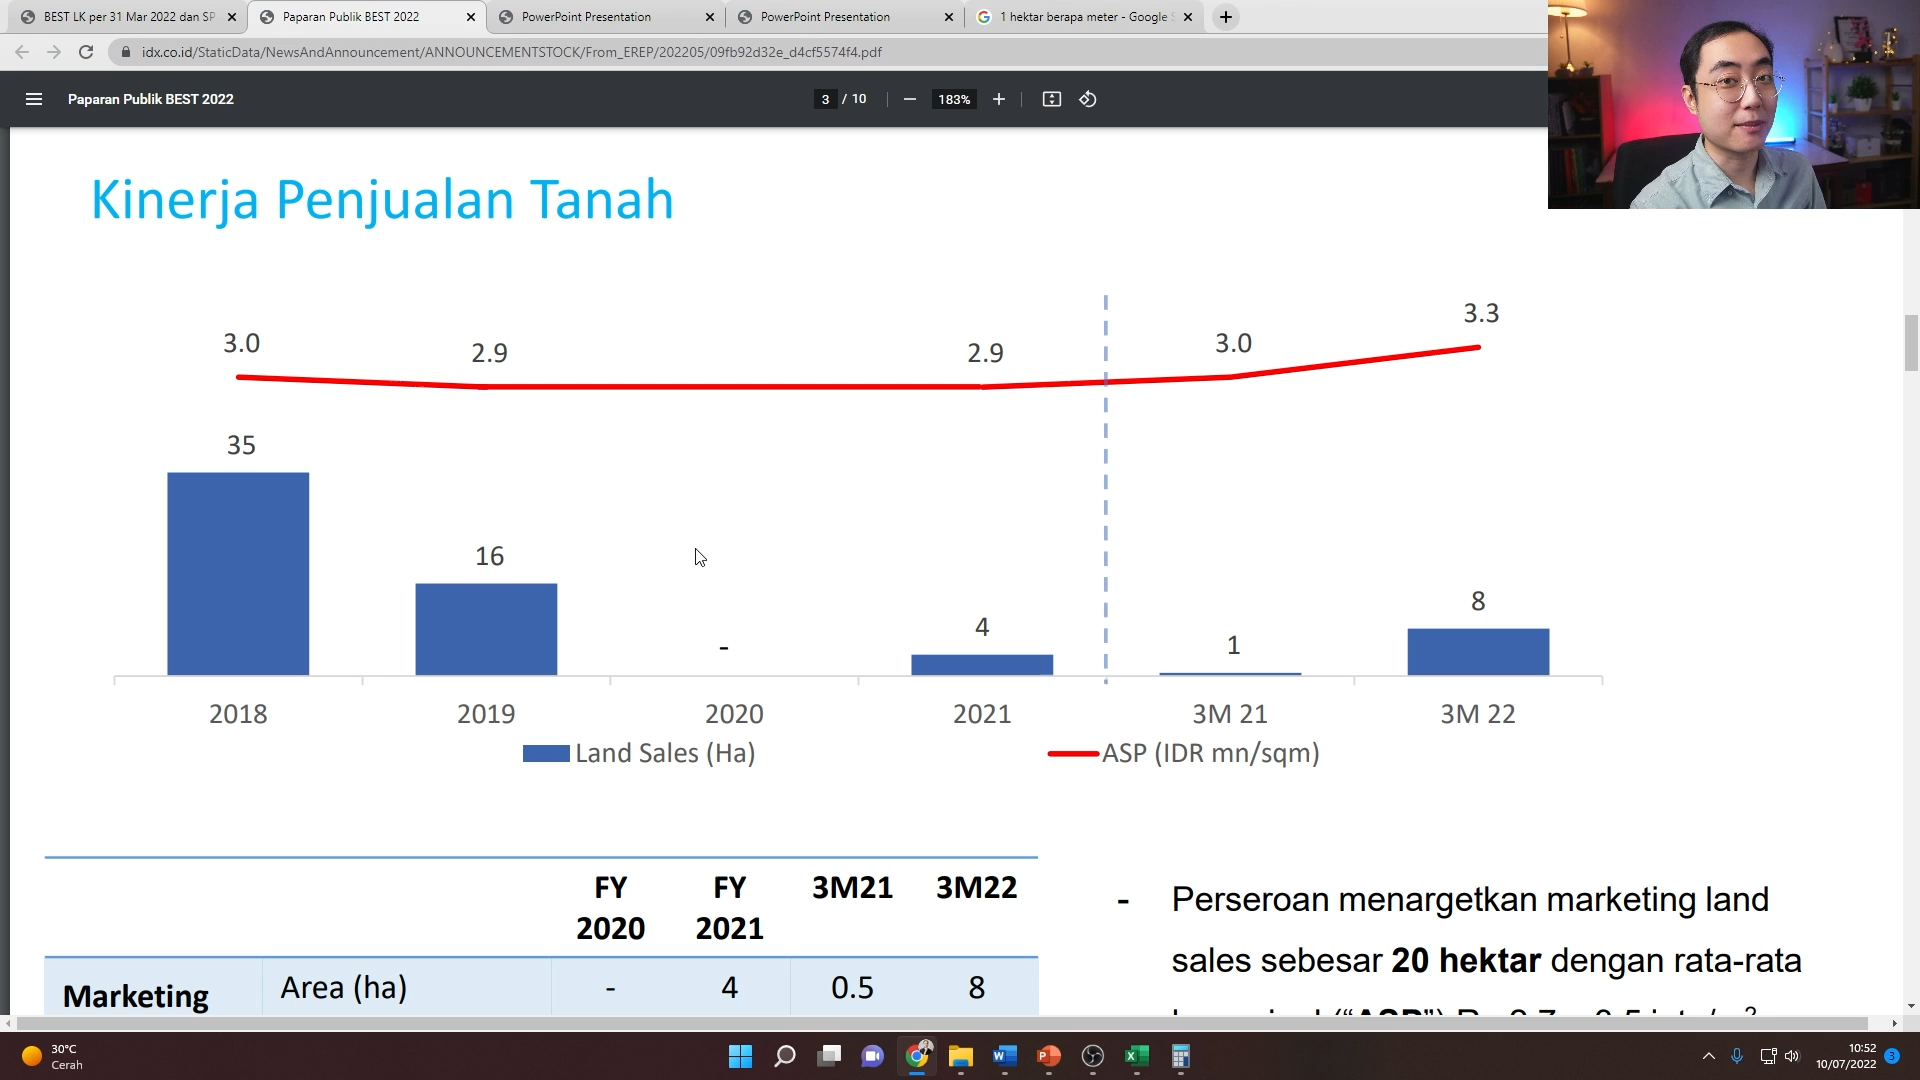 BEST LK per 31 Mar 2022 dan SP
Paparan Publik BEST 2022
PowerPoint Presentation
PowerPoint Presentation
1 hektar berapa meter - Google S
idx.co.id/StaticData/NewsAndAnnouncement/ANNOUNCEMENTSTOCK/From_EREP/202205/09fb92d32e_d4cf5574f4.pdf
Paparan Publik BEST 2022
3 / 10
183%
Kinerja Penjualan Tanah
3.0
2.9
2.9
3.0
3.3
35
16
-
4
1
8
2018
2019
2020
2021
3M 21
3M 22
Land Sales (Ha)
ASP (IDR mn/sqm)
FY 2020
FY 2021
3M21
3M22
Marketing
Area (ha)
-
4
0.5
8
- Perseroan menargetkan marketing land
sales sebesar 20 hektar dengan rata-rata
30°C
Cerah
10:52
10/07/2022
3